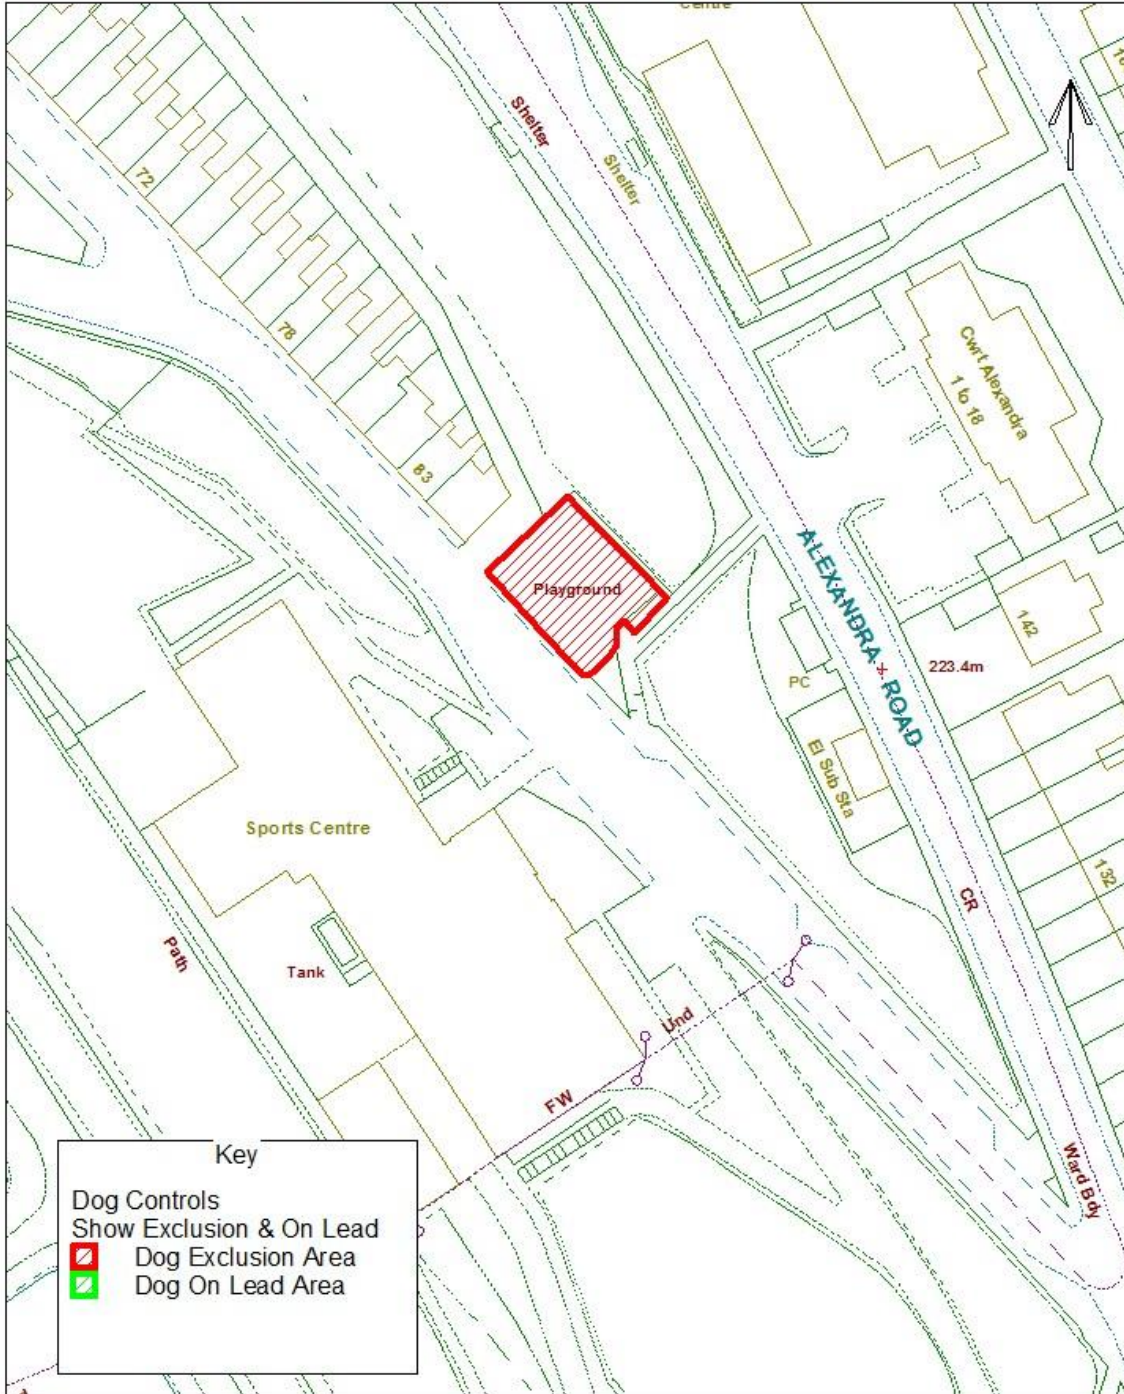 Centre
Shelter
Shelter
72
78
83
Cwrt Alexandra
1 to 18
Playground
ALEXANDRA ROAD
142
223.4m
PC
El Sub Sta
Sports Centre
132
CR
Path
Tank
Und
FW
Ward Bdy
Key
Dog Controls
Show Exclusion & On Lead
Dog Exclusion Area
Dog On Lead Area